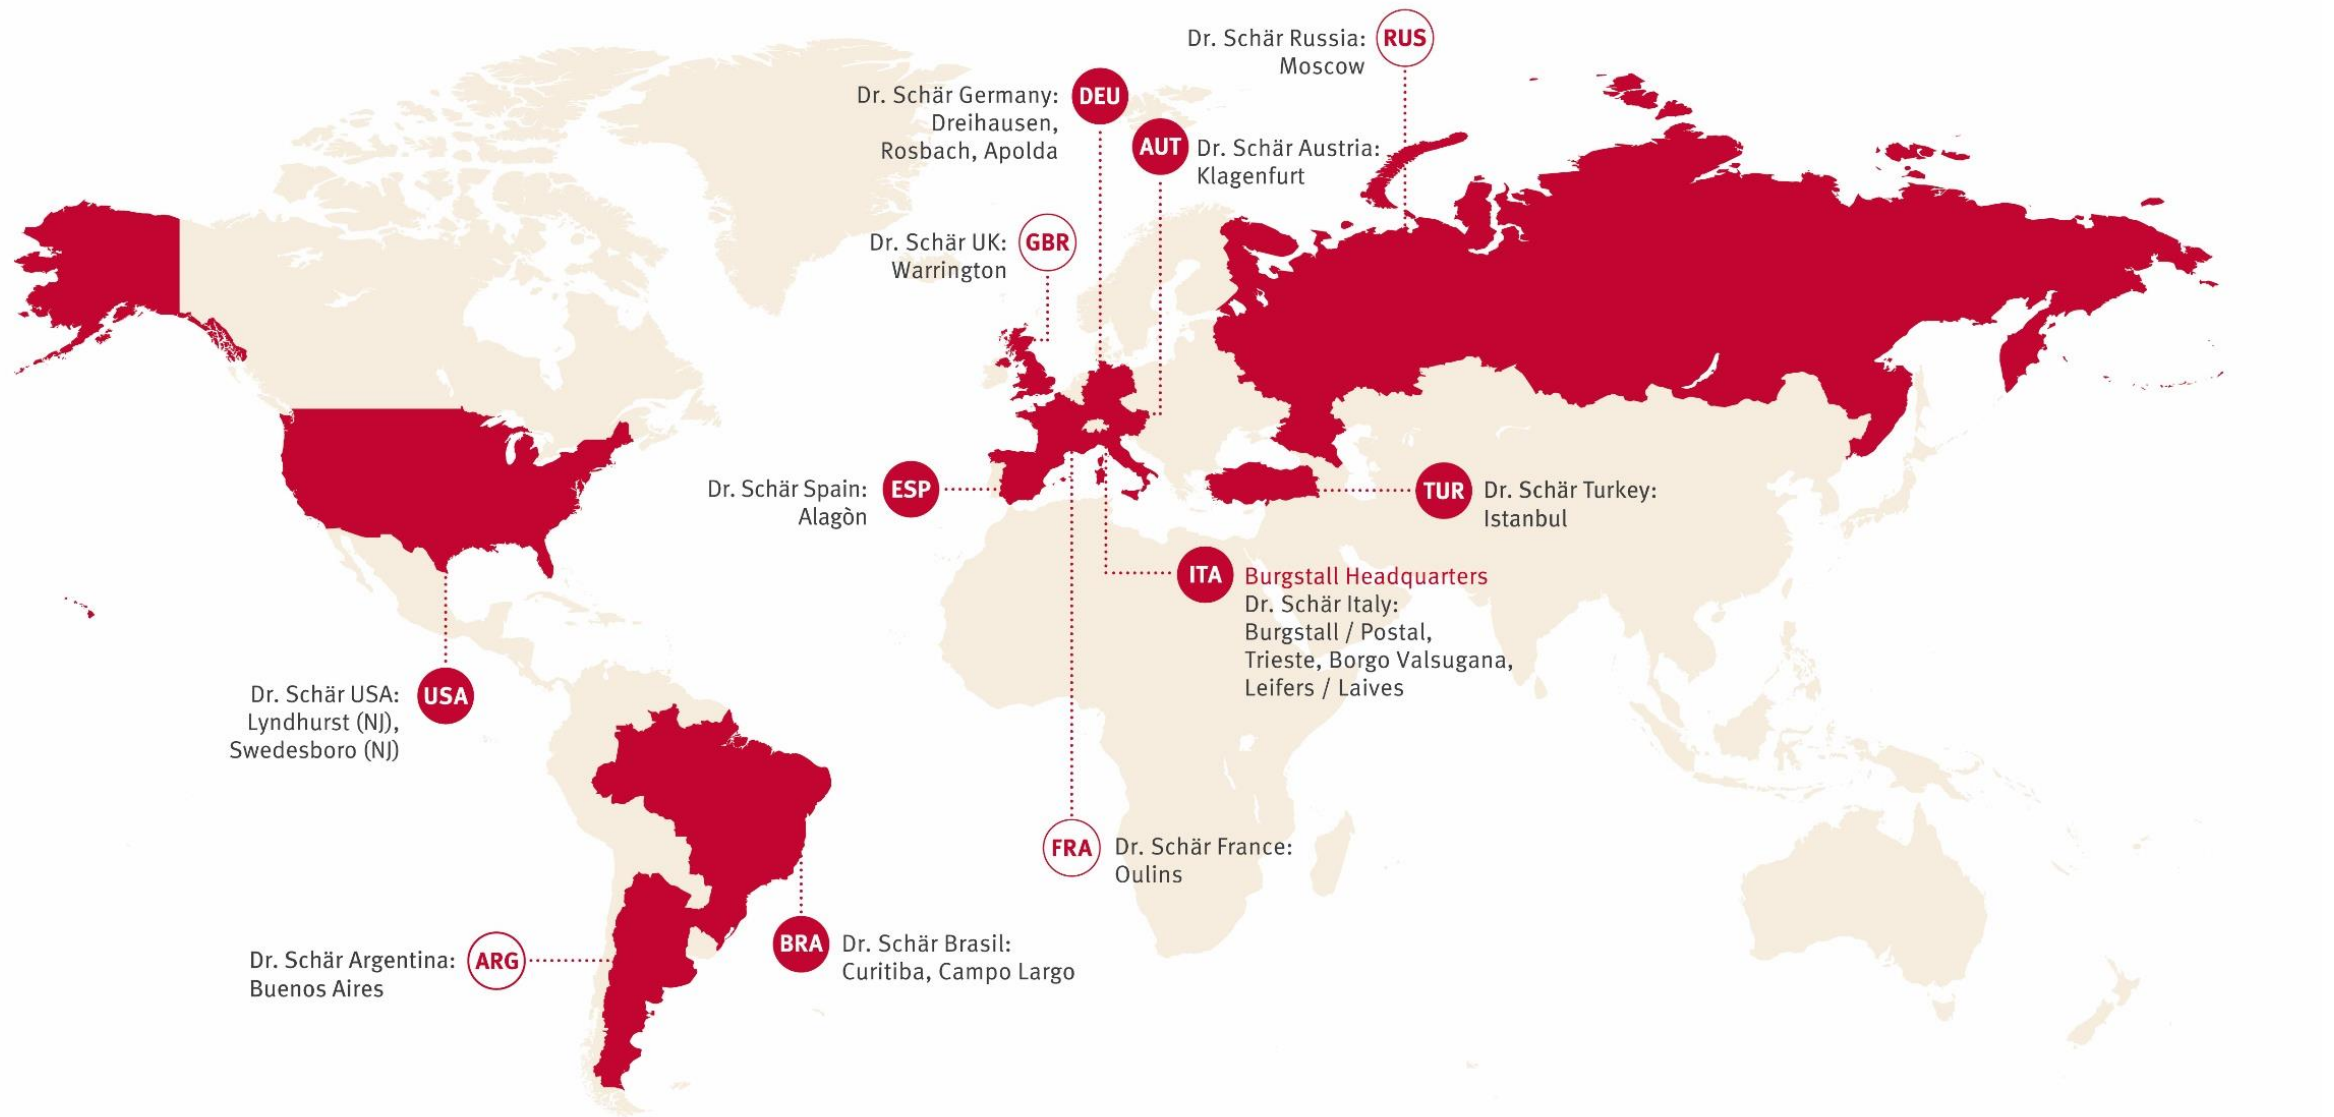 Dr. Schär Russia:
Moscow
RUS
Dr. Schär Germany:
Dreihausen,
Rosbach, Apolda
DEU
AUT
Dr. Schär Austria:
Klagenfurt
Dr. Schär UK:
Warrington
GBR
Dr. Schär Spain:
Alagòn
ESP
TUR
Dr. Schär Turkey:
Istanbul
ITA
Burgstall Headquarters
Dr. Schär Italy:
Burgstall / Postal,
Trieste, Borgo Valsugana,
Leifers / Laives
Dr. Schär USA:
Lyndhurst (NJ),
Swedesboro (NJ)
USA
FRA
Dr. Schär France:
Oulins
Dr. Schär Argentina:
Buenos Aires
ARG
BRA
Dr. Schär Brasil:
Curitiba, Campo Largo